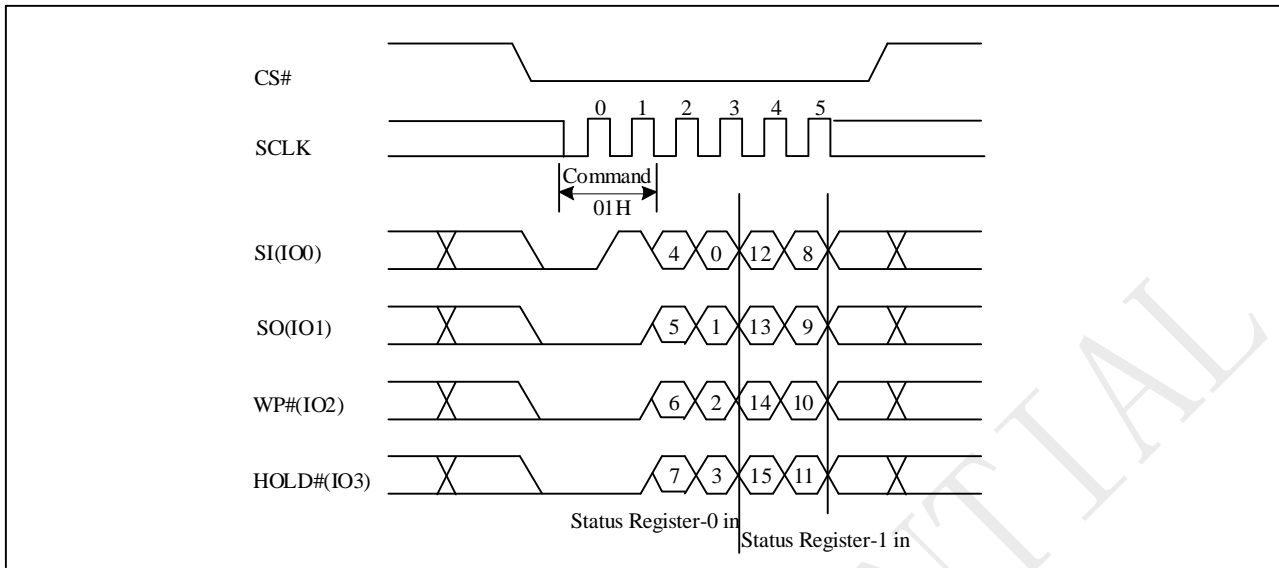 CS#
0 1 2 3 4 5
SCLK
Command
01H
SI(IO0) 4 0 12 8
SO(IO1) 5 1 13 9
WP#(IO2) 6 2 14 10
HOLD#(IO3) 7 3 15 11
Status Register-0 in
Status Register-1 in
NTIAL